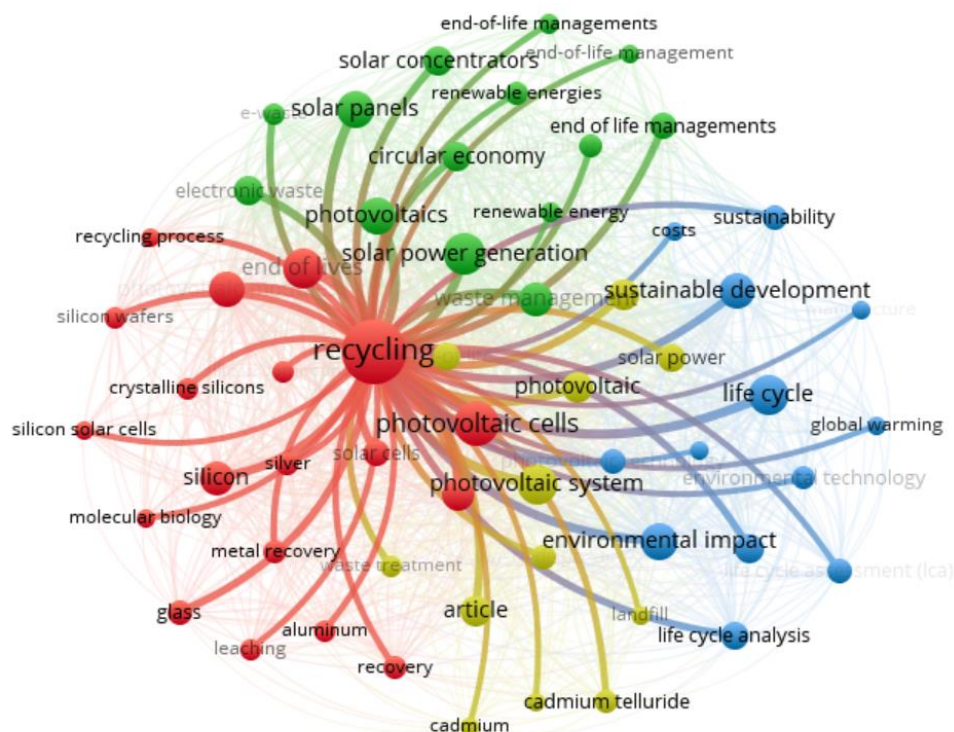 end-of-life managements
end-of-life management
solar concentrators
renewable energies
e-waste
solar panels
end of life managements
circular economy
electronic waste
photovoltaics
renewable energy
sustainability
costs
recycling process
solar power generation
end of lives
waste management
sustainable development
silicon wafers
recycling
solar power
crystalline silicons
photovoltaic
life cycle
silicon solar cells
photovoltaic cells
global warming
solar cells
silver
silicon
environmental technology
photovoltaic system
molecular biology
metal recovery
environmental impact
waste treatment
life cycle assessment (lca)
glass
article
landfill
aluminum
life cycle analysis
leaching
recovery
cadmium telluride
cadmium